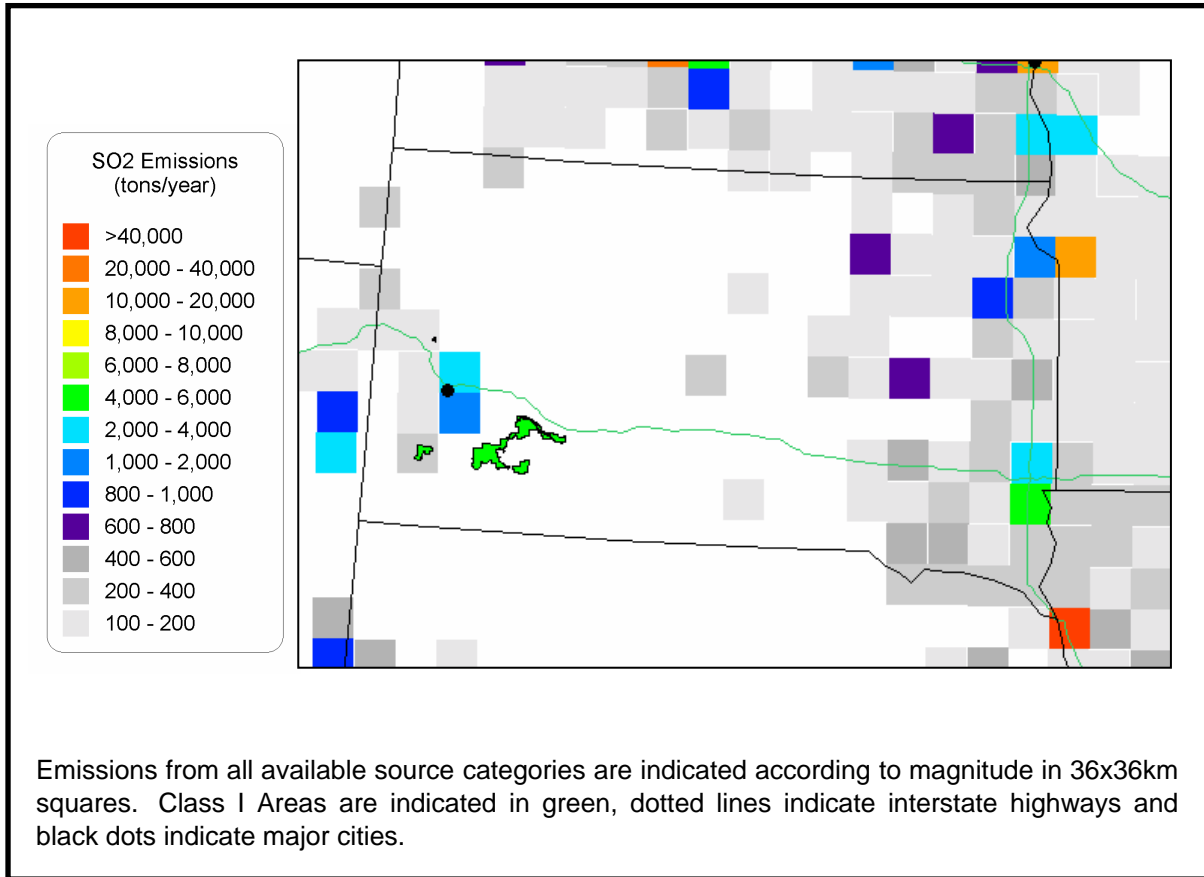 SO2 Emissions
(tons/year)
>40,000
20,000 - 40,000
10,000 - 20,000
8,000 - 10,000
6,000 - 8,000
4,000 - 6,000
2,000 - 4,000
1,000 - 2,000
800 - 1,000
600 - 800
400 - 600
200 - 400
100 - 200
Emissions from all available source categories are indicated according to magnitude in 36x36km
squares. Class I Areas are indicated in green, dotted lines indicate interstate highways and
black dots indicate major cities.